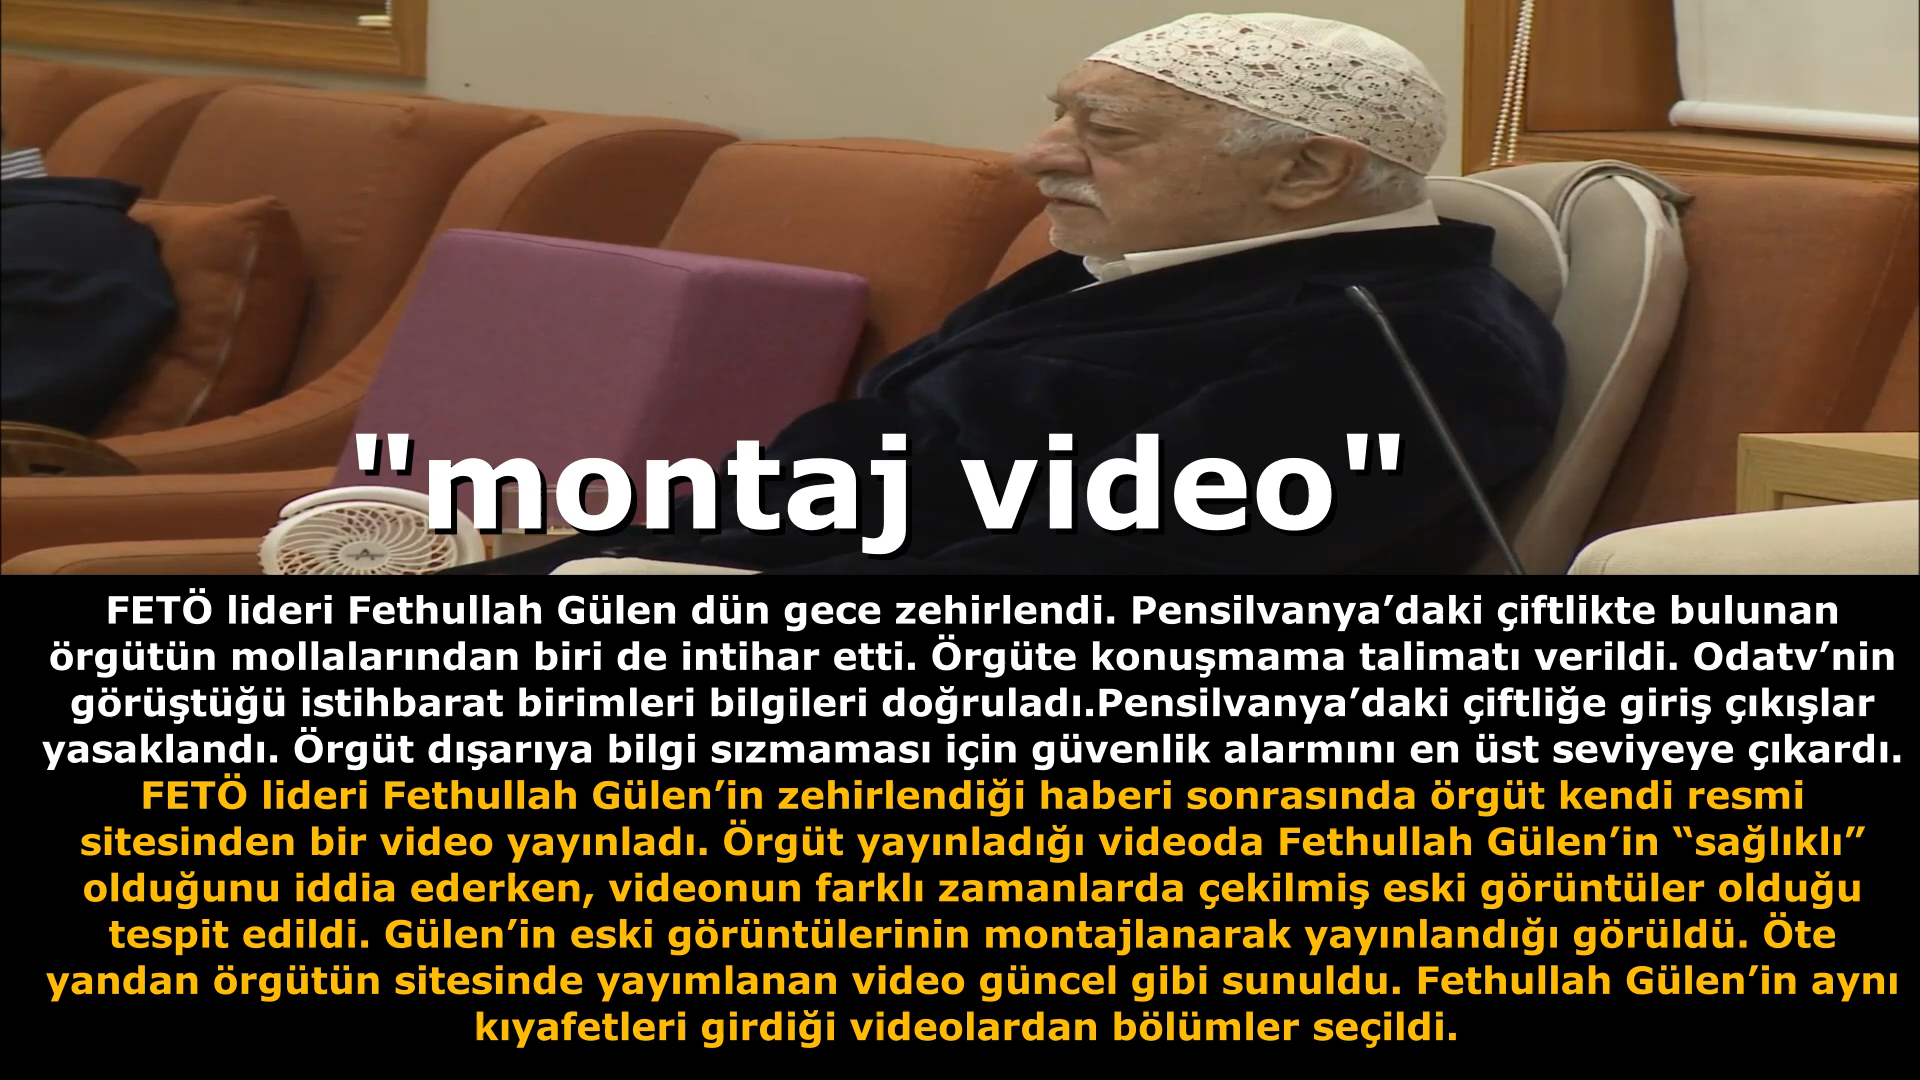 "montaj video"
FETÖ lideri Fethullah Gülen dün gece zehirlendi. Pensilvanya’daki çiftlikte bulunan
örgütün mollalarından biri de intihar etti. Örgüte konuşmama talimatı verildi. Odatv’nin
görüştüğü istihbarat birimleri bilgileri doğruladı.Pensilvanya’daki çiftliğe giriş çıkışlar
yasaklandı. Örgüt dışarıya bilgi sızmaması için güvenlik alarmını en üst seviyeye çıkardı.
FETÖ lideri Fethullah Gülen’in zehirlendiği haberi sonrasında örgüt kendi resmi
sitesinden bir video yayınladı. Örgüt yayınladığı videoda Fethullah Gülen’in “sağlıklı”
olduğunu iddia ederken, videonun farklı zamanlarda çekilmiş eski görüntüler olduğu
tespit edildi. Gülen’in eski görüntülerinin montajlanarak yayınlandığı görüldü. Öte
yandan örgütün sitesinde yayımlanan video güncel gibi sunuldu. Fethullah Gülen’in aynı
kıyafetleri girdiği videolardan bölümler seçildi.